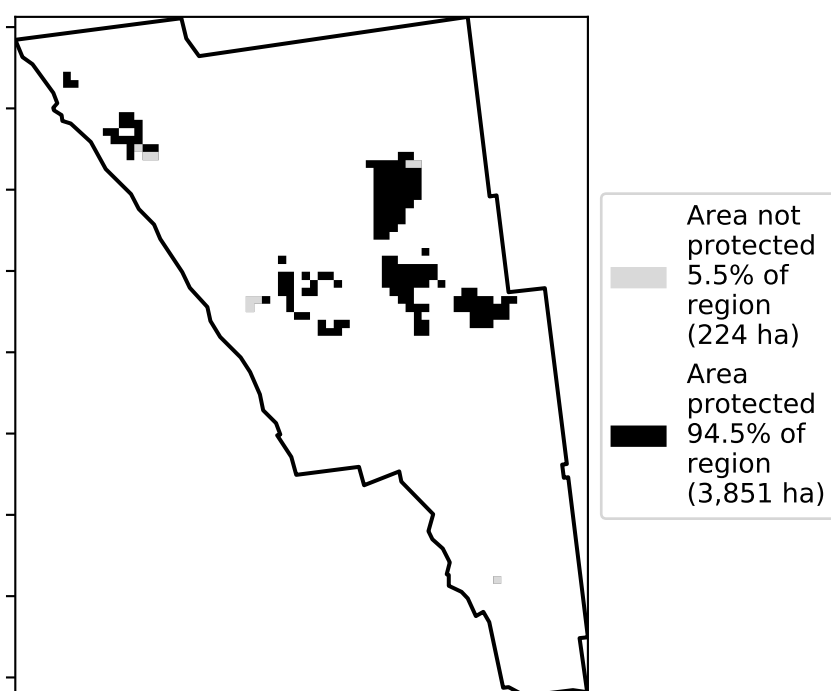 Area not
protected
5.5% of
region
(224 ha)
Area
protected
94.5% of
region
(3,851 ha)